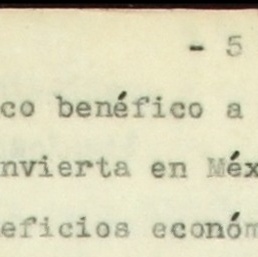 - 5
co benéfico a
nvierta en Méx
eficios económ